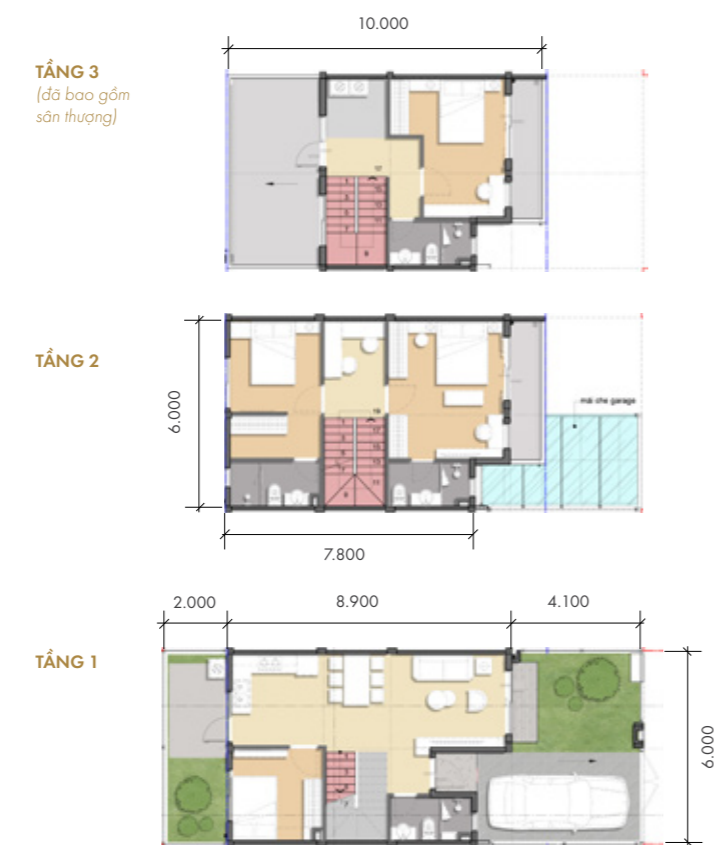 10.000
TẦNG 3
(đã bao gồm
sân thượng)
TẦNG 2
6.000
mái che garage
7.800
2.000
8.900
4.100
TẦNG 1
6.000